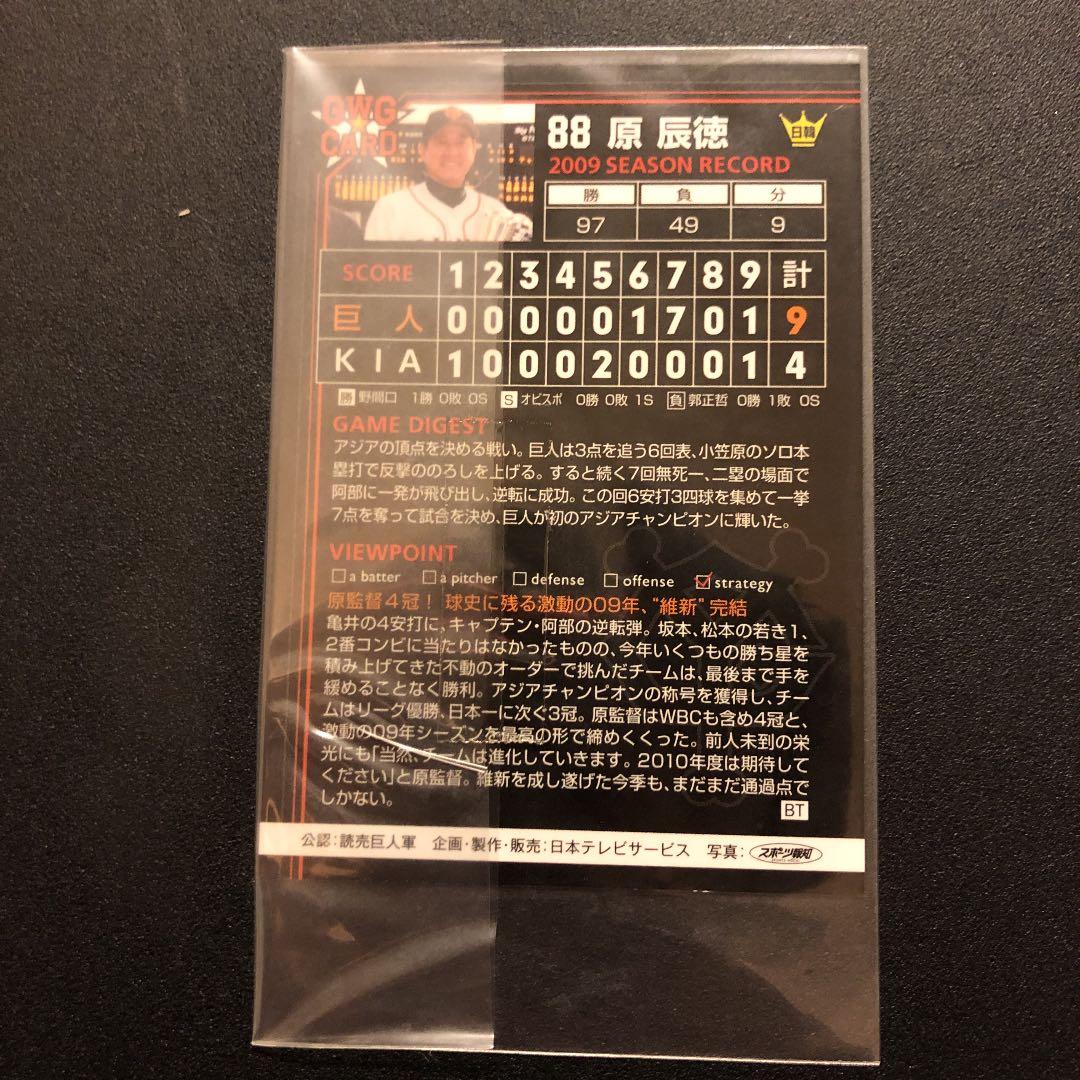 GWG
CARD
88 原 辰徳
日韓
2009 SEASON RECORD
勝 負 分
97 49 9
SCORE 1 2 3 4 5 6 7 8 9 計
巨人 0 0 0 0 0 1 7 0 1 9
KIA 1 0 0 0 2 0 0 0 1 4
勝 野間口 1勝 0敗 0S S オビスポ 0勝 0敗 1S 負 郭正哲 0勝 1敗 0S
GAME DIGEST
アジアの頂点を決める戦い。巨人は3点を追う6回表、小笠原のソロ本
塁打で反撃ののろしを上げる。すると続く7回無死一、二塁の場面で
阿部に一発が飛び出し、逆転に成功。この回6安打3四球を集めて一挙
7点を奪って試合を決め、巨人が初のアジアチャンピオンに輝いた。
VIEWPOINT
□a batter □a pitcher □defense □offense ☑strategy
原監督4冠！ 球史に残る激動の09年、“維新”完結
亀井の4安打に、キャプテン・阿部の逆転弾。坂本、松本の若き1、
2番コンビに当たりはなかったものの、今年いくつもの勝ち星を
積み上げてきた不動のオーダーで挑んだチームは、最後まで手を
緩めることなく勝利。アジアチャンピオンの称号を獲得し、チー
ムはリーグ優勝、日本一に次ぐ3冠。原監督はWBCも含め4冠と、
激動の09年シーズンを最高の形で締めくくった。前人未到の栄
光にも「当然、チームは進化していきます。2010年度は期待して
ください」と原監督。維新を成し遂げた今季も、まだまだ通過点で
しかない。
BT
公認：読売巨人軍 企画・製作・販売：日本テレビサービス 写真：スポーツ報知